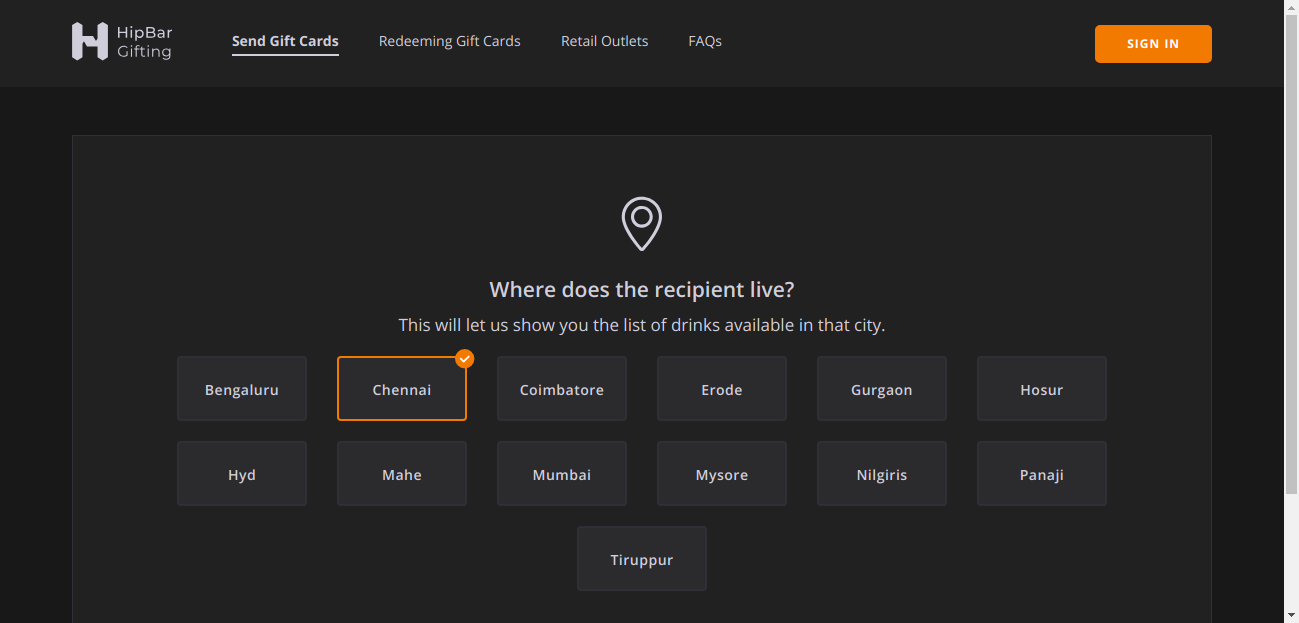 HipBar
Gifting
Send Gift Cards
Redeeming Gift Cards
Retail Outlets
FAQs
SIGN IN
Where does the recipient live?
This will let us show you the list of drinks available in that city.
Bengaluru
Chennai
Coimbatore
Erode
Gurgaon
Hosur
Hyd
Mahe
Mumbai
Mysore
Nilgiris
Panaji
Tiruppur